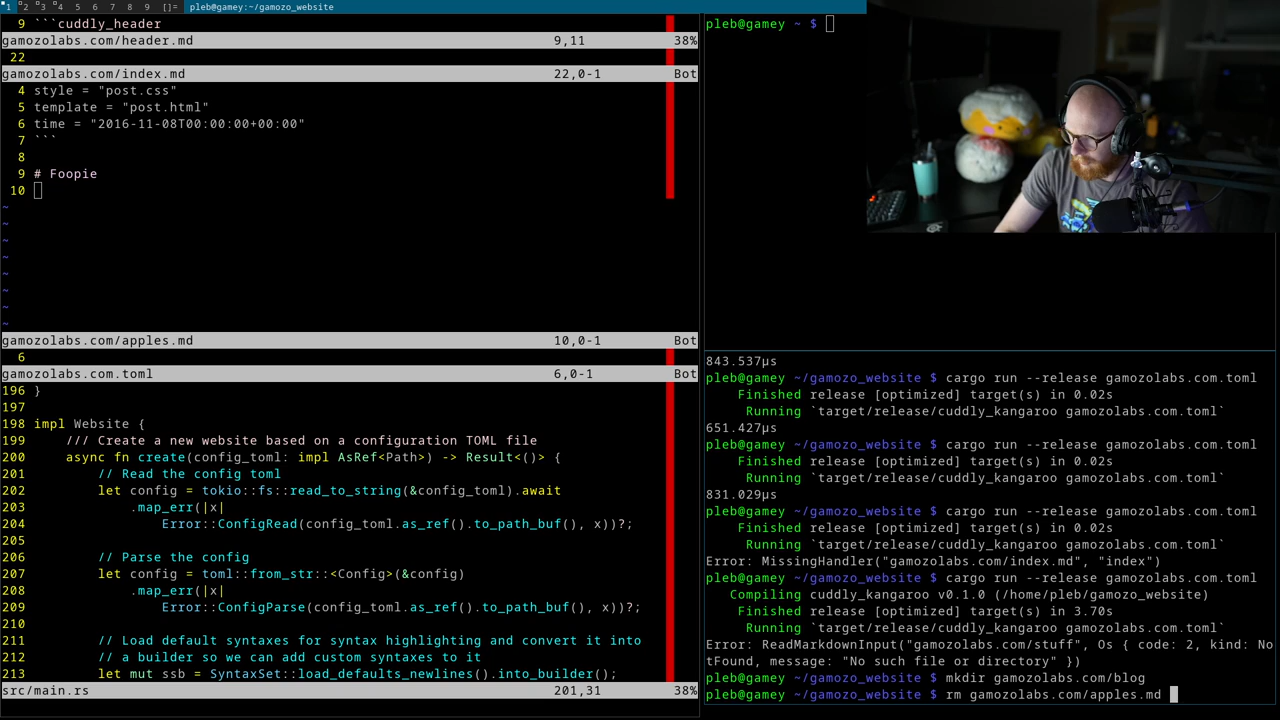 1 2 3 4 5 6 7 8 9 []= pleb@gamey:~/gamozo_website
9 ```cuddly_header
gamozolabs.com/header.md 9,11 38%
22
gamozolabs.com/index.md 22,0-1 Bot
4 style = "post.css"
5 template = "post.html"
6 time = "2016-11-08T00:00:00+00:00"
7 ```
8
9 # Foopie
10
~
~
~
~
~
~
~
~
gamozolabs.com/apples.md 10,0-1 Bot
6
gamozolabs.com.toml 6,0-1 Bot
196 }
197
198 impl Website {
199 /// Create a new website based on a configuration TOML file
200 async fn create(config_toml: impl AsRef<Path>) -> Result<()> {
201 // Read the config toml
202 let config = tokio::fs::read_to_string(&config_toml).await
203 .map_err(|x|
204 Error::ConfigRead(config_toml.as_ref().to_path_buf(), x))?;
205
206 // Parse the config
207 let config = toml::from_str::<Config>(&config)
208 .map_err(|x|
209 Error::ConfigParse(config_toml.as_ref().to_path_buf(), x))?;
210
211 // Load default syntaxes for syntax highlighting and convert it into
212 // a builder so we can add custom syntaxes to it
213 let mut ssb = SyntaxSet::load_defaults_newlines().into_builder();
src/main.rs 201,31 38%
pleb@gamey ~ $
843.537µs
pleb@gamey ~/gamozo_website $ cargo run --release gamozolabs.com.toml
Finished release [optimized] target(s) in 0.02s
Running `target/release/cuddly_kangaroo gamozolabs.com.toml`
651.427µs
pleb@gamey ~/gamozo_website $ cargo run --release gamozolabs.com.toml
Finished release [optimized] target(s) in 0.02s
Running `target/release/cuddly_kangaroo gamozolabs.com.toml`
831.029µs
pleb@gamey ~/gamozo_website $ cargo run --release gamozolabs.com.toml
Finished release [optimized] target(s) in 0.02s
Running `target/release/cuddly_kangaroo gamozolabs.com.toml`
Error: MissingHandler("gamozolabs.com/index.md", "index")
pleb@gamey ~/gamozo_website $ cargo run --release gamozolabs.com.toml
Compiling cuddly_kangaroo v0.1.0 (/home/pleb/gamozo_website)
Finished release [optimized] target(s) in 3.70s
Running `target/release/cuddly_kangaroo gamozolabs.com.toml`
Error: ReadMarkdownInput("gamozolabs.com/stuff", Os { code: 2, kind: No
tFound, message: "No such file or directory" })
pleb@gamey ~/gamozo_website $ mkdir gamozolabs.com/blog
pleb@gamey ~/gamozo_website $ rm gamozolabs.com/apples.md